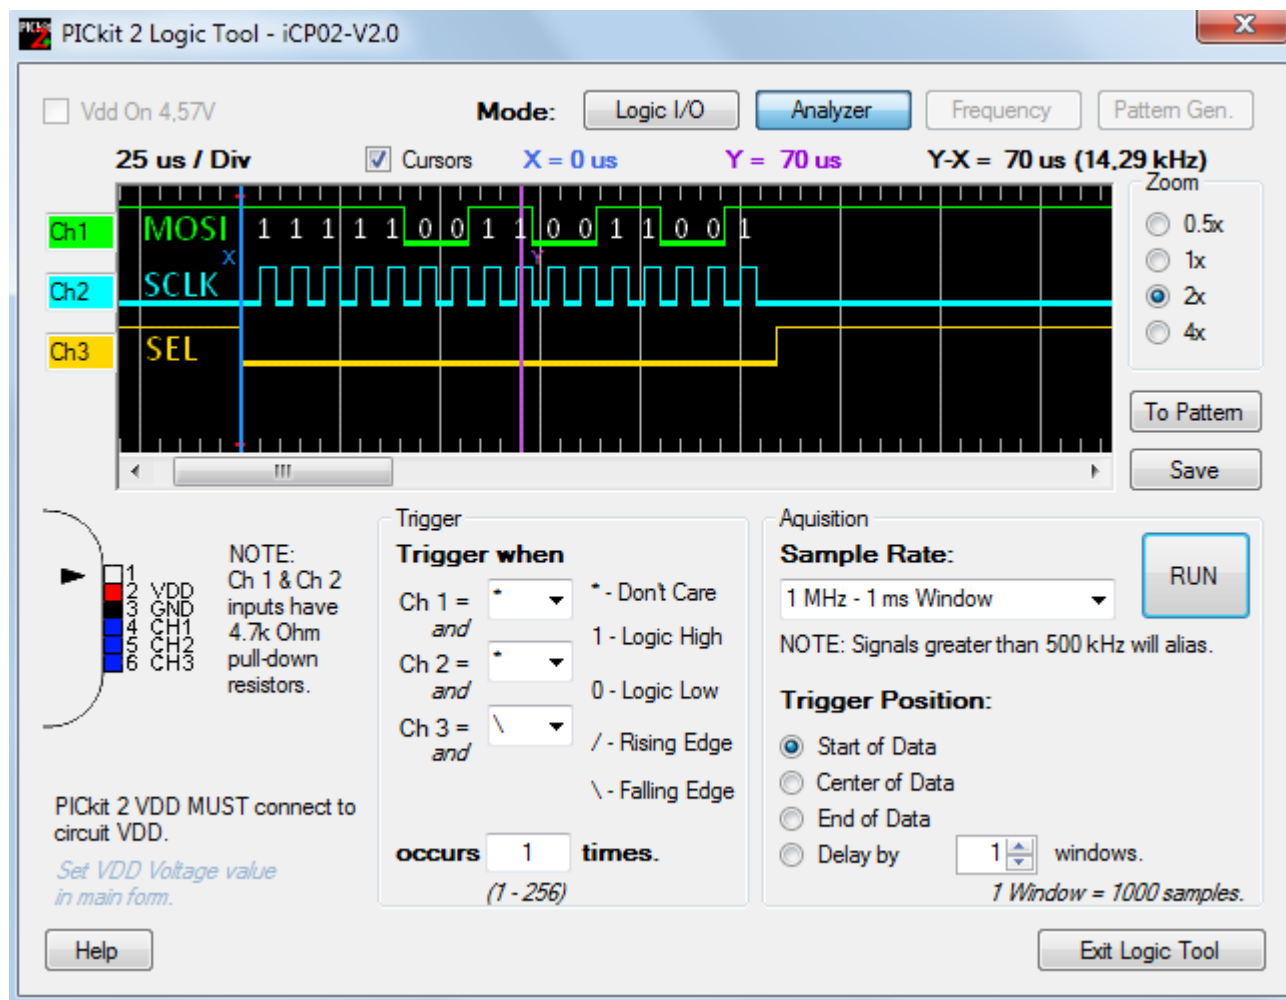 PICkit 2 Logic Tool - iCP02-V2.0
Vdd On 4,57V
Mode: Logic I/O Analyzer Frequency Pattern Gen.
25 us / Div Cursors X = 0 us Y = 70 us Y-X = 70 us (14,29 kHz)
Zoom
Ch1 MOSI 1 1 1 1 1 0 0 1 1 0 0 1 1 0 0 1
0.5x
X Y
1x
Ch2 SCLK
2x
Ch3 SEL
4x
To Pattern
Save
1
2 VDD
3 GND
4 CH1
5 CH2
6 CH3
NOTE:
Ch 1 & Ch 2
inputs have
4.7k Ohm
pull-down
resistors.
PICkit 2 VDD MUST connect to
circuit VDD.
Set VDD Voltage value
in main form.
Help
Trigger
Trigger when
Ch 1 = * * - Don't Care
and
1 - Logic High
Ch 2 = *
and
0 - Logic Low
Ch 3 = \
and
/ - Rising Edge
\ - Falling Edge
occurs 1 times.
(1 - 256)
Aquisition
Sample Rate:
1 MHz - 1 ms Window
RUN
NOTE: Signals greater than 500 kHz will alias.
Trigger Position:
Start of Data
Center of Data
End of Data
Delay by 1 windows.
1 Window = 1000 samples.
Exit Logic Tool